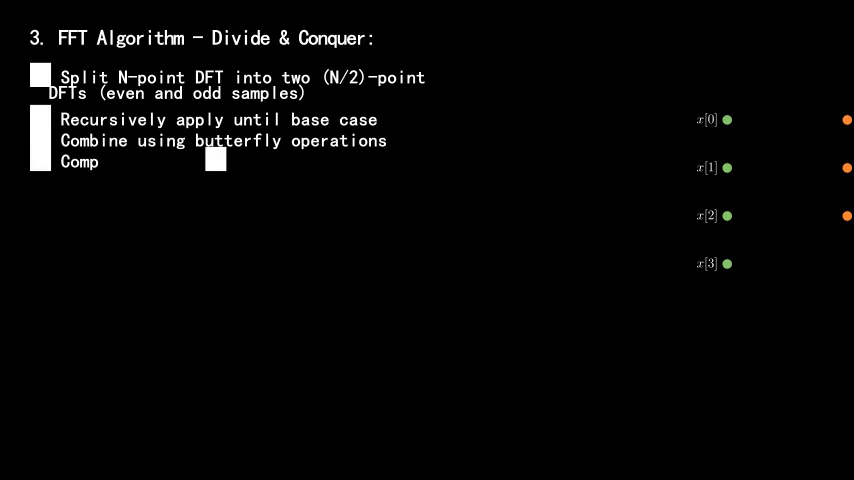 3. FFT Algorithm - Divide & Conquer:
Split N-point DFT into two (N/2)-point
DFTs (even and odd samples)
Recursively apply until base case
Combine using butterfly operations
Comp
x[0]
x[1]
x[2]
x[3]